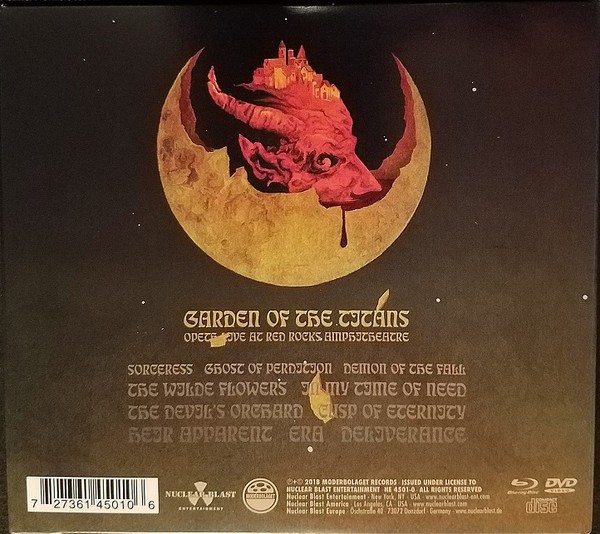 GARDEN OF THE TITANS
OPETH LIVE AT RED ROCKS AMPHITHEATRE
SORCERESS GHOST OF PERDITION DEMON OF THE FALL
THE WILDE FLOWERS IN MY TIME OF NEED
THE DEVIL'S ORCHARD CUSP OF ETERNITY
HEIR APPARENT ERA DELIVERANCE
7 27361 45010 6
NUCLEAR BLAST
ENTERTAINMENT
MODERBOLAGET
℗+© 2018 MODERBOLAGET RECORDS · ISSUED UNDER LICENSE TO
NUCLEAR BLAST ENTERTAINMENT · NE 4501-0 · ALL RIGHTS RESERVED
Nuclear Blast Entertainment · New York, NY · USA · www.nuclearblast-ent.com
Nuclear Blast America · Los Angeles, CA · USA · www.nuclearblast.com
Nuclear Blast Europe · Oschstraße 40 · 73072 Donzdorf | Germany · www.nuclearblast.de
Blu-ray Disc
DVD
VIDEO
COMPACT
disc